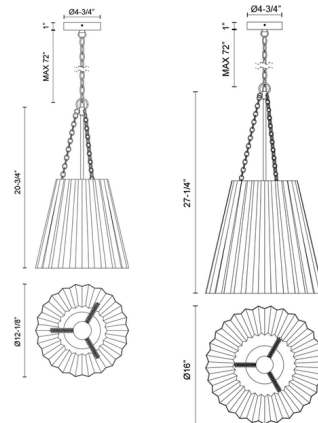 Ø4-3/4"
1"
MAX 72"
20-3/4"
Ø12-1/8"
Ø4-3/4"
1"
MAX 72"
27-1/4"
Ø16"